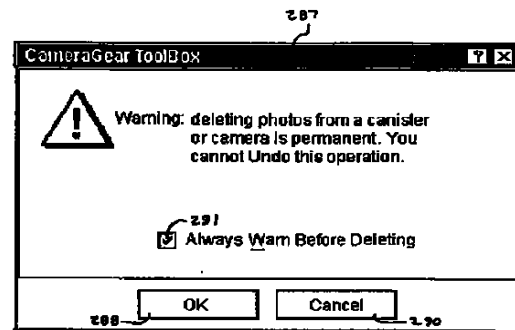 287
CameraGear ToolBox
Warning: deleting photos from a canister
or camera is permanent. You
cannot Undo this operation.
291
Always Warn Before Deleting
OK Cancel
288 290